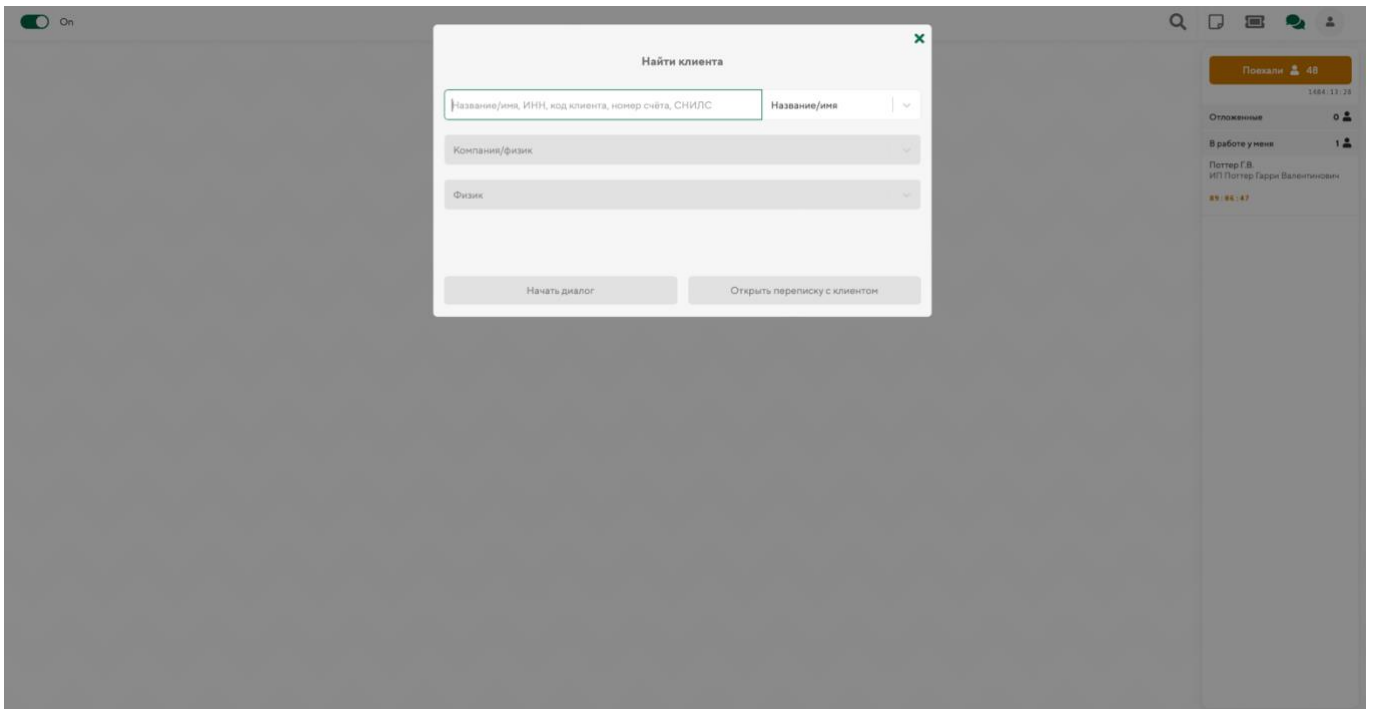 On
Найти клиента
Название/имя, ИНН, код клиента, номер счёта, СНИЛС
Название/имя
Компания/физик
Физик
Начать диалог
Открыть переписку с клиентом
Поехали 48
1484:13:28
Отложенные 0
В работе у меня 1
Поттер Г.В.
ИП Поттер Гарри Валентинович
89:06:47